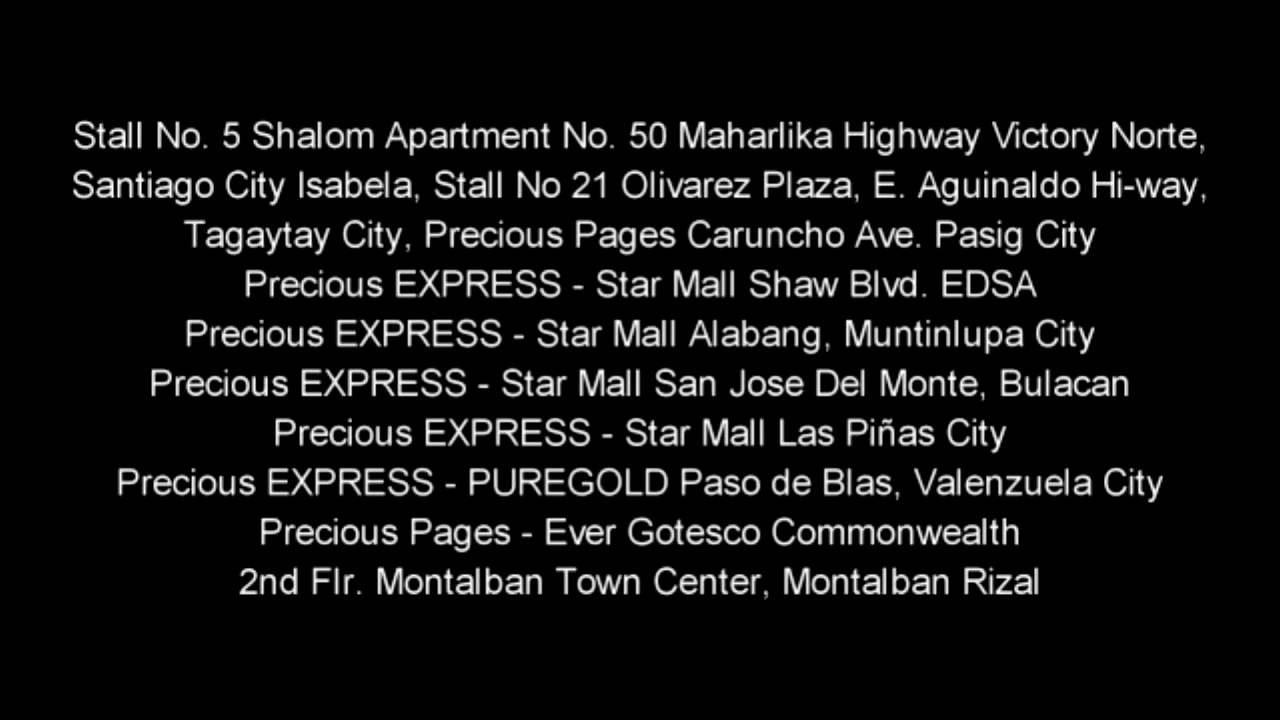 Stall No. 5 Shalom Apartment No. 50 Maharlika Highway Victory Norte,
Santiago City Isabela, Stall No 21 Olivarez Plaza, E. Aguinaldo Hi-way,
Tagaytay City, Precious Pages Caruncho Ave. Pasig City
Precious EXPRESS - Star Mall Shaw Blvd. EDSA
Precious EXPRESS - Star Mall Alabang, Muntinlupa City
Precious EXPRESS - Star Mall San Jose Del Monte, Bulacan
Precious EXPRESS - Star Mall Las Piñas City
Precious EXPRESS - PUREGOLD Paso de Blas, Valenzuela City
Precious Pages - Ever Gotesco Commonwealth
2nd Flr. Montalban Town Center, Montalban Rizal